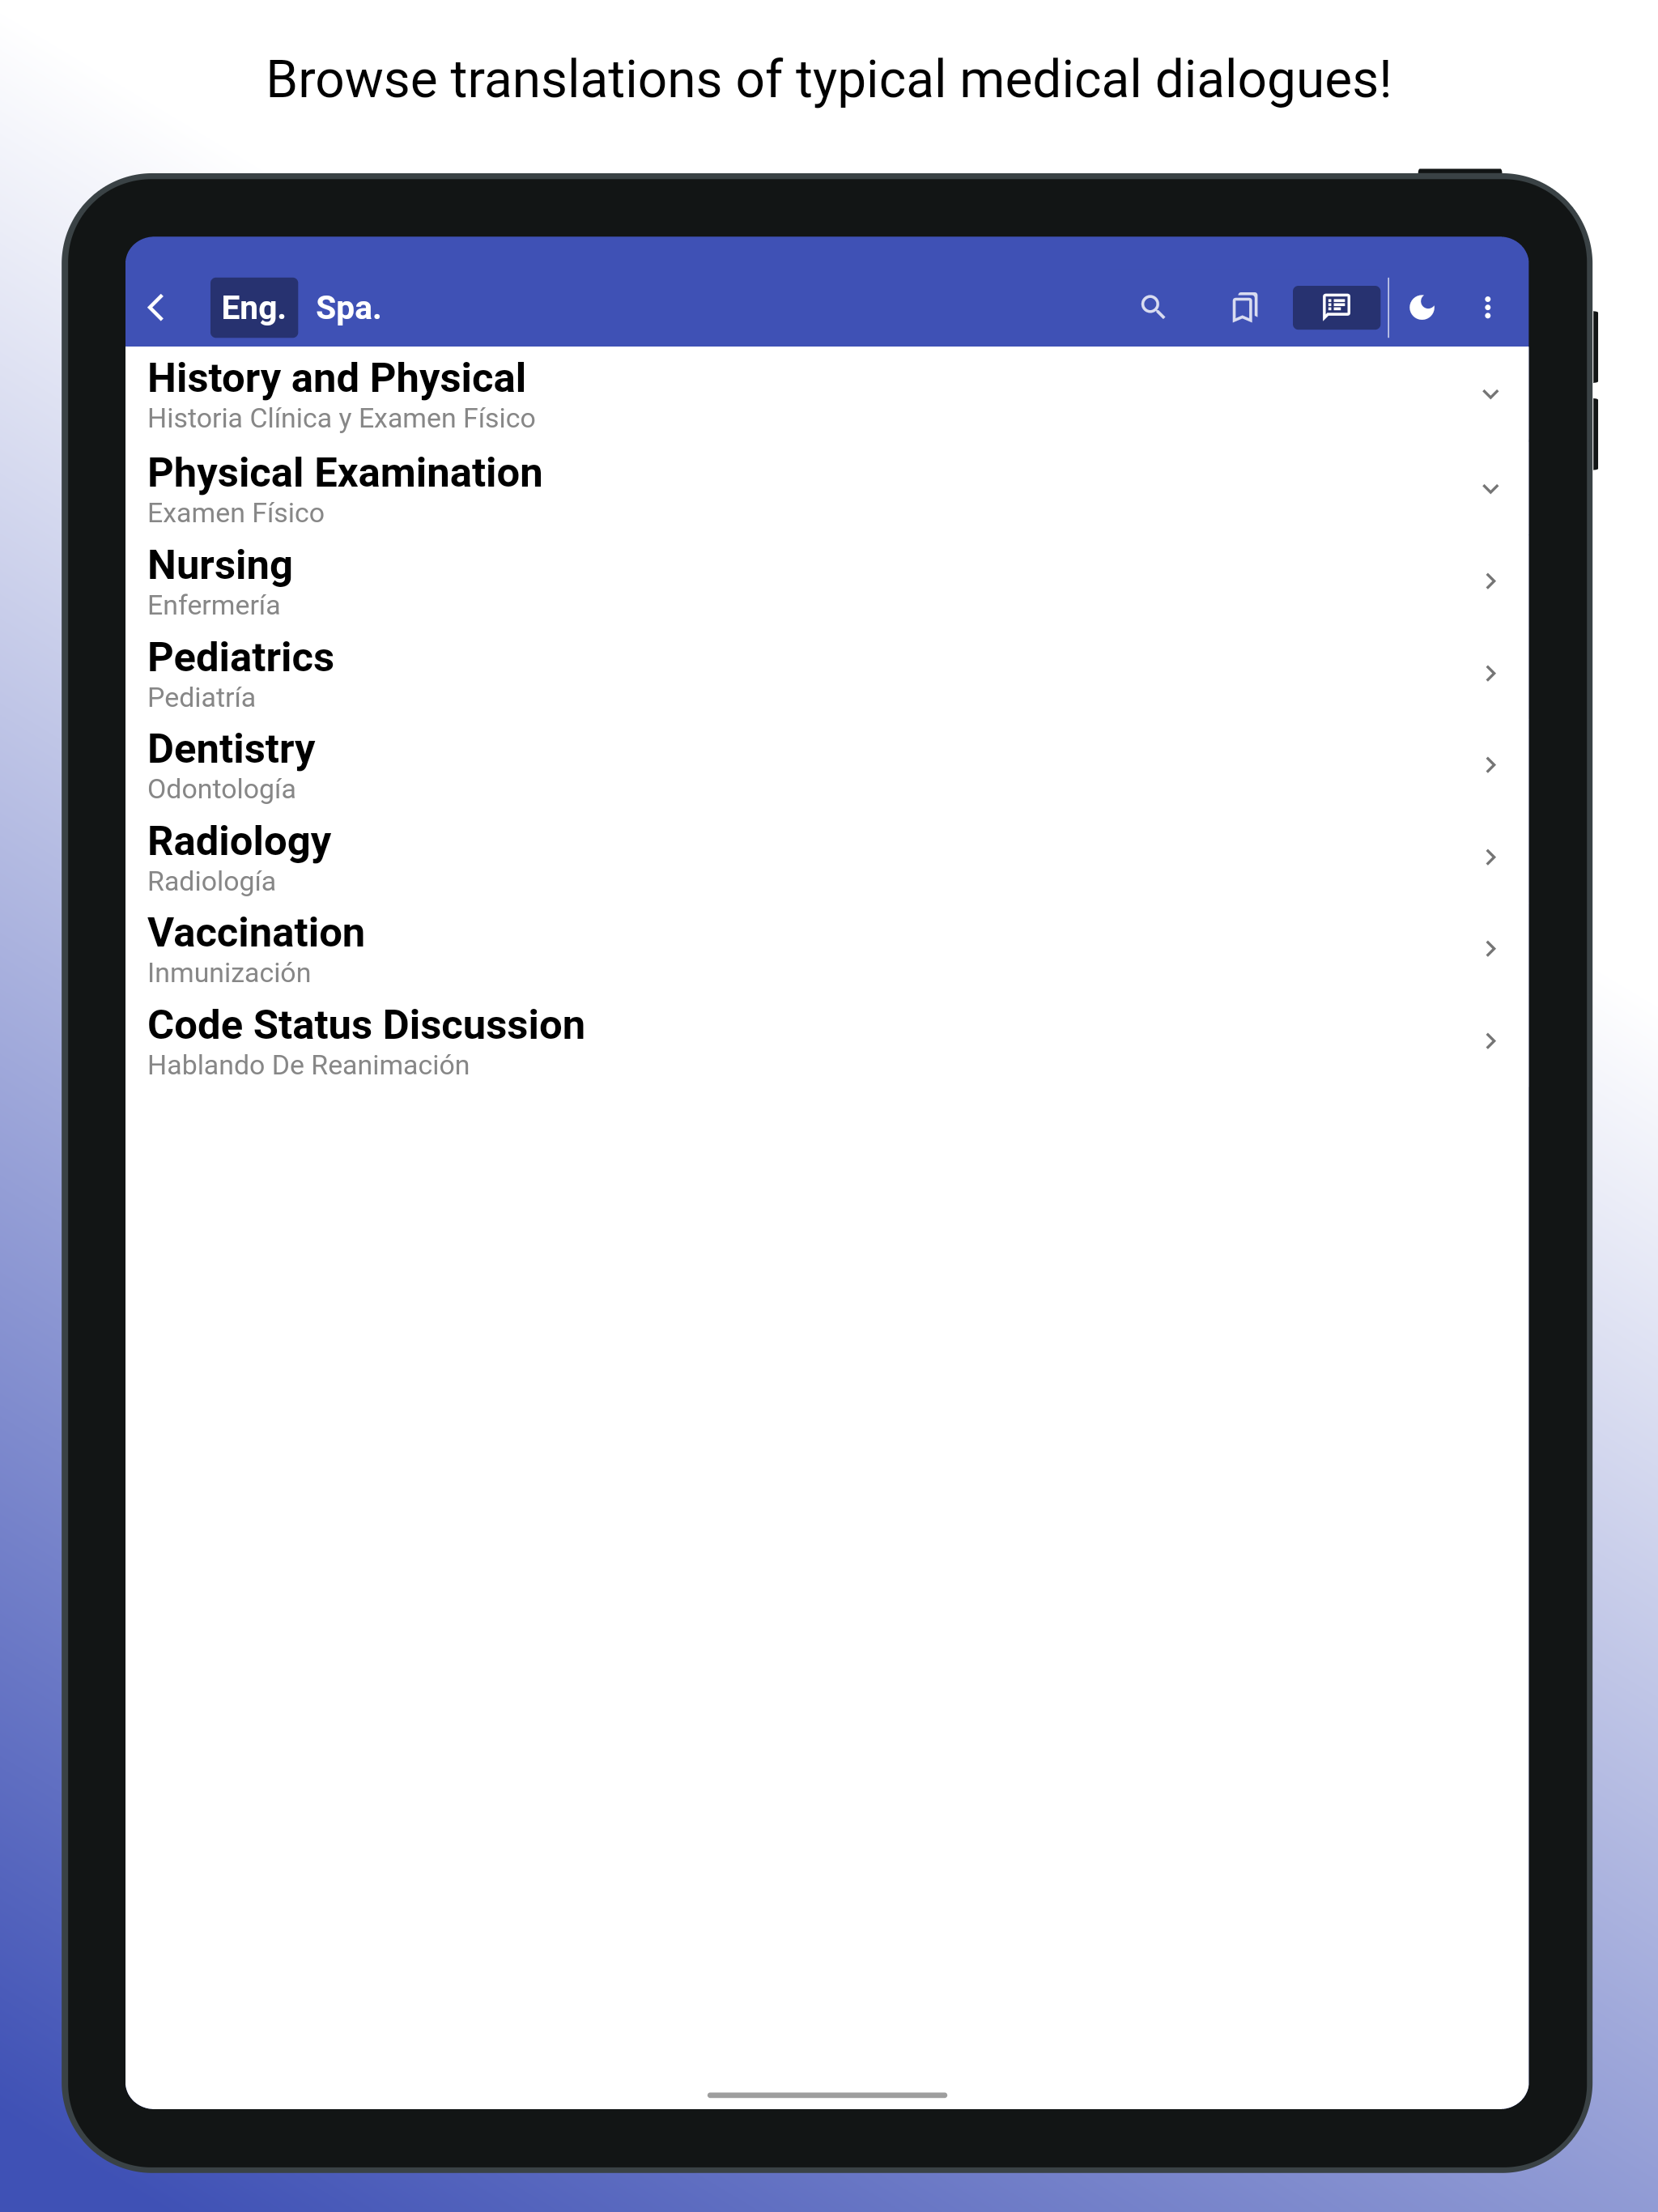 Browse translations of typical medical dialogues!
Eng. Spa.
History and Physical
Historia Clínica y Examen Físico
Physical Examination
Examen Físico
Nursing
Enfermería
Pediatrics
Pediatría
Dentistry
Odontología
Radiology
Radiología
Vaccination
Inmunización
Code Status Discussion
Hablando De Reanimación